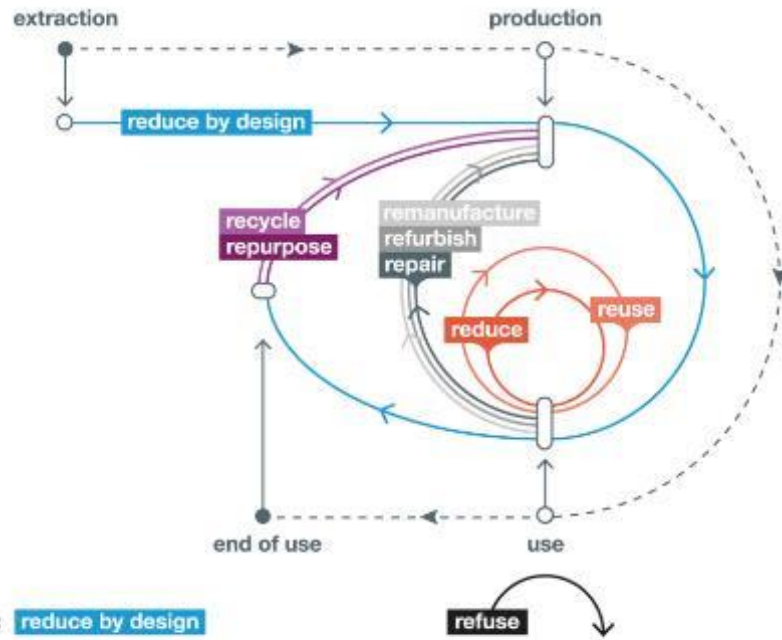 extraction
production
reduce by design
recycle
repurpose
remanufacture
refurbish
repair
reduce
reuse
end of use
use
reduce by design
refuse